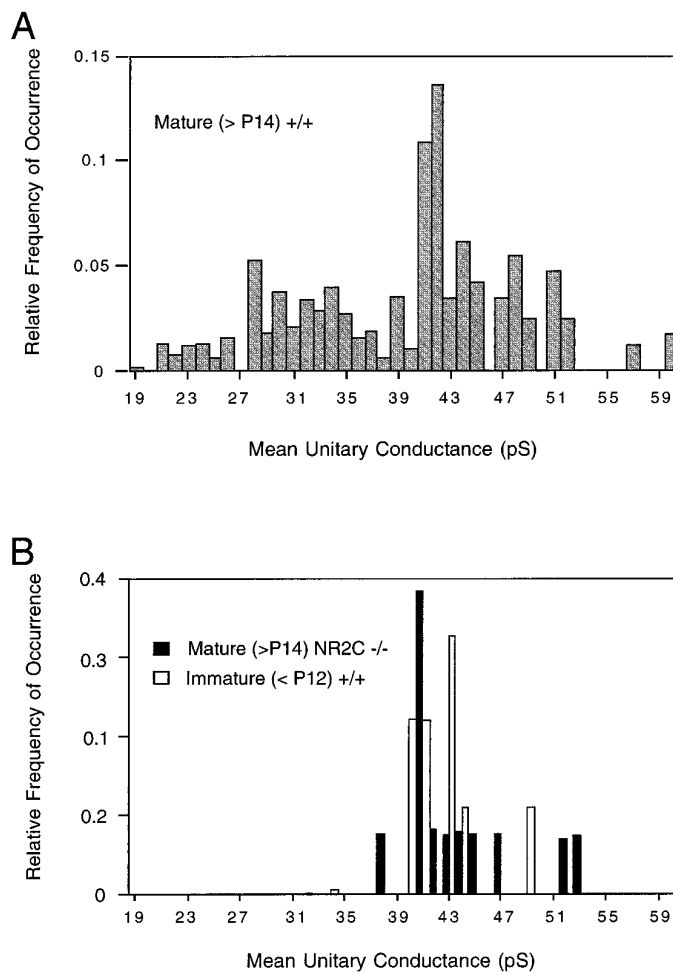 A
Relative Frequency of Occurrence
0.15
0.1
0.05
0
Mature (> P14) +/+
19 23 27 31 35 39 43 47 51 55 59
Mean Unitary Conductance (pS)
B
Relative Frequency of Occurrence
0.4
0.3
0.1
0.2
0
Mature (>P14) NR2C -/-
Immature (< P12) +/+
19 23 27 31 35 39 43 47 51 55 59
Mean Unitary Conductance (pS)